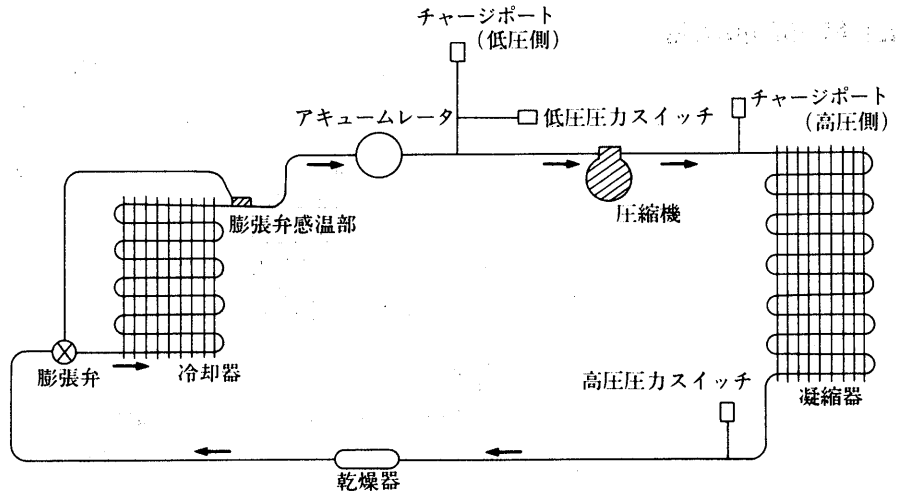 チャージポート
(低圧側)
アキュームレータ
低圧圧力スイッチ
チャージポート
(高圧側)
圧縮機
膨張弁感温部
膨張弁
冷却器
高圧圧力スイッチ
凝縮器
乾燥器